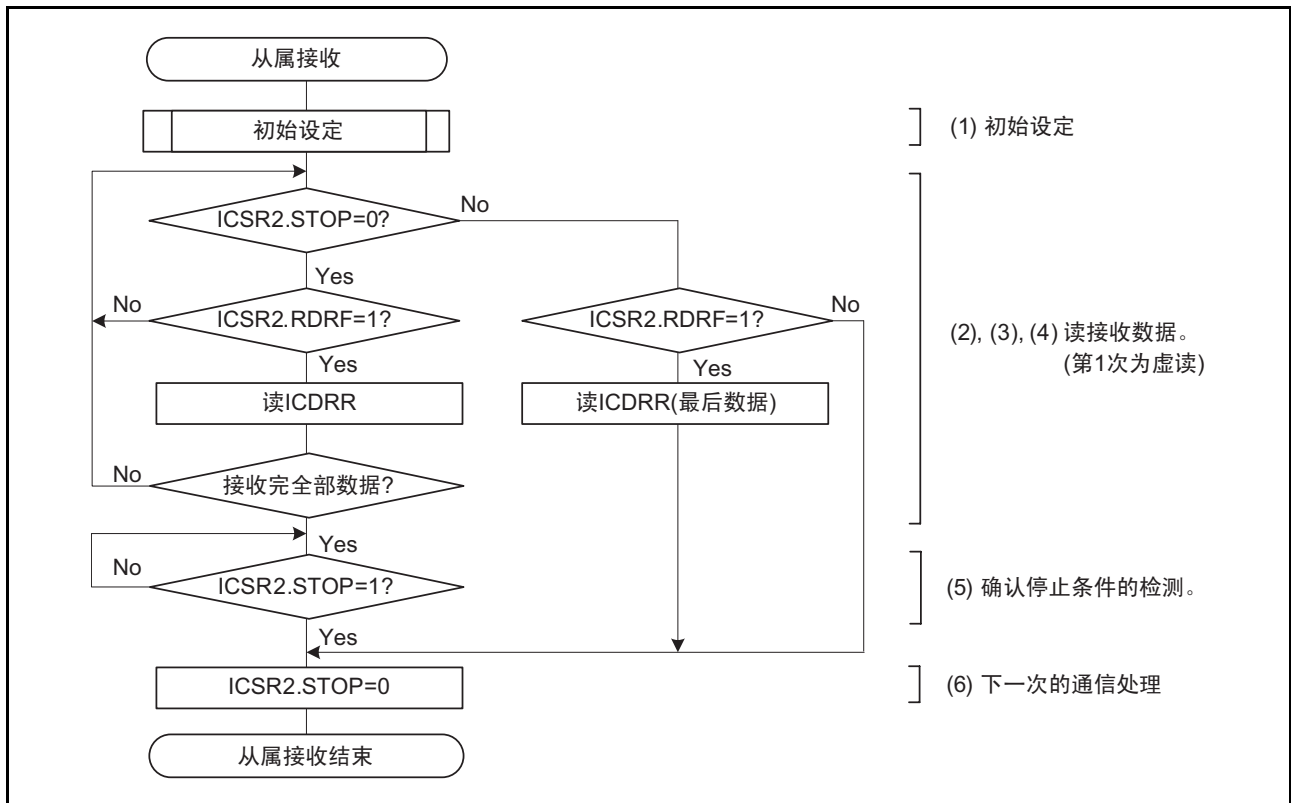 从属接收
初始设定
(1) 初始设定
ICSR2.STOP=0?
No
Yes
No
ICSR2.RDRF=1?
ICSR2.RDRF=1?
No
Yes
Yes
(2), (3), (4) 读接收数据。
(第1次为虚读)
读ICDRR
读ICDRR(最后数据)
No
接收完全部数据?
Yes
No
ICSR2.STOP=1?
(5) 确认停止条件的检测。
Yes
ICSR2.STOP=0
(6) 下一次的通信处理
从属接收结束